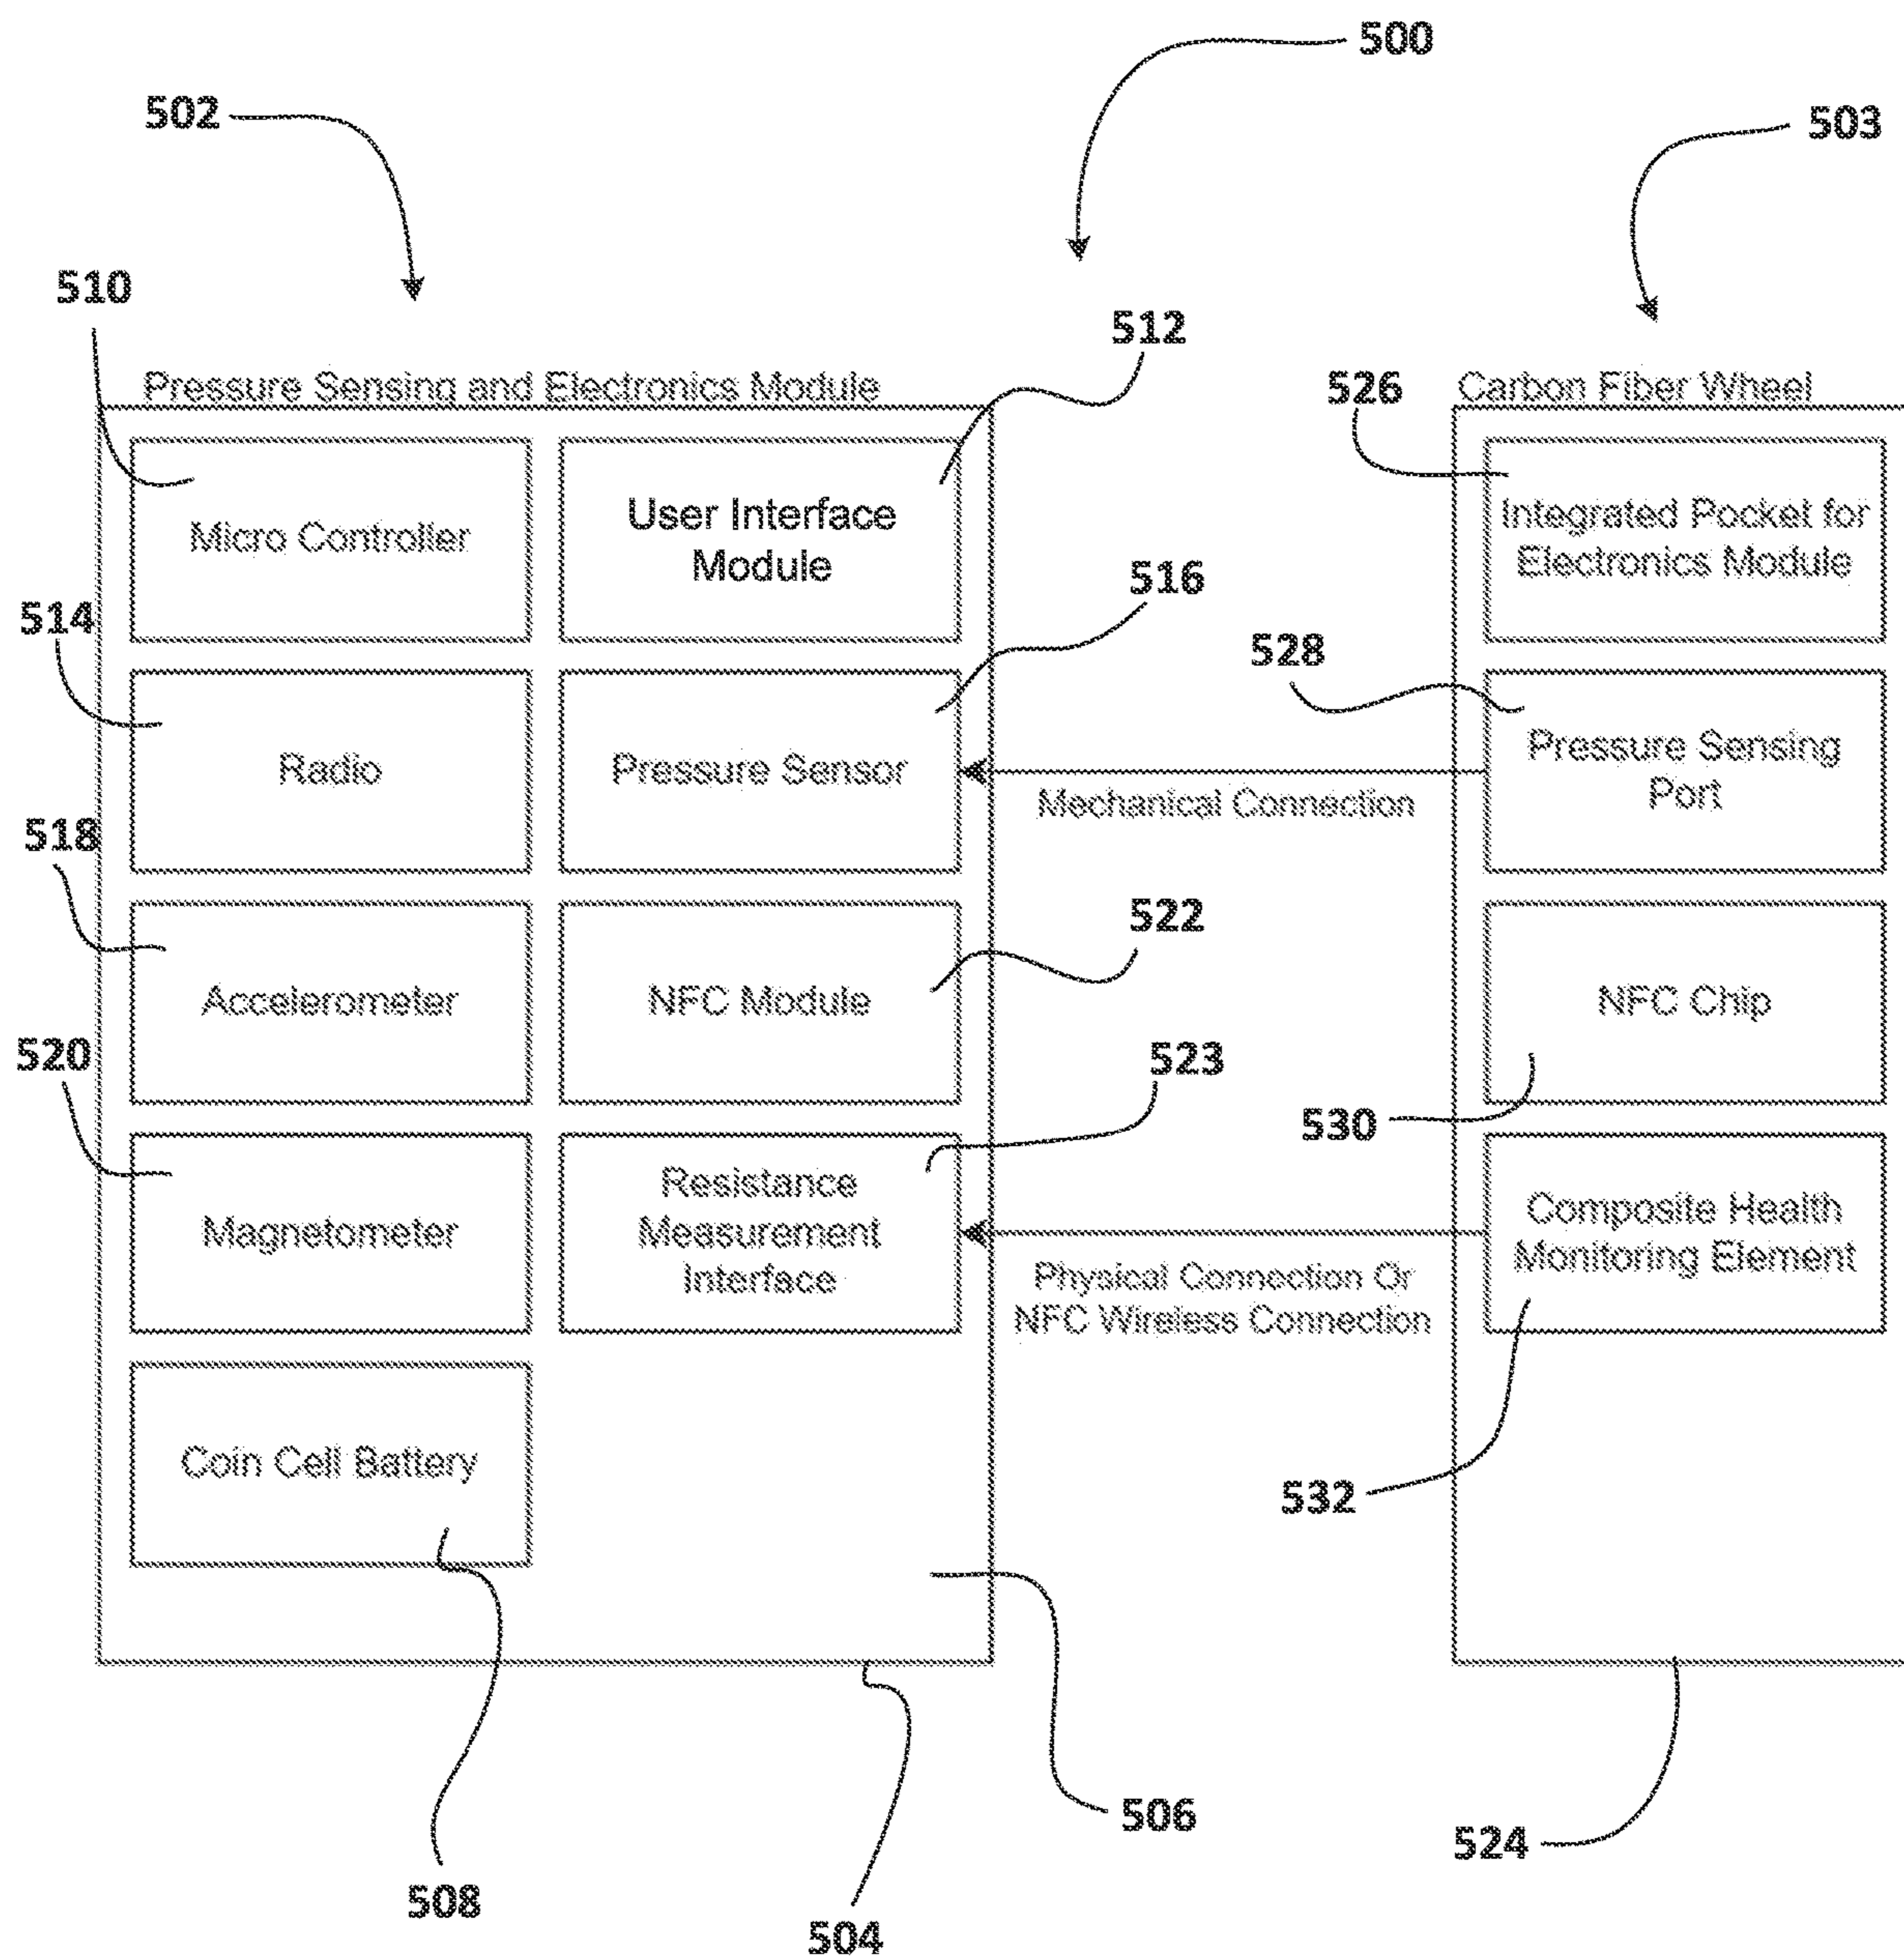 500
502
503
510
512
Pressure Sensing and Electronics Module
526
Carbon Fiber Wheel
Micro Controller
User Interface
Module
Integrated Pocket for
Electronics Module
516
514
528
Radio
Pressure Sensor
Pressure Sensing
Port
Mechanical Connection
518
522
Accelerometer
NFC Module
NFC Chip
520
523
530
Magnetometer
Resistance
Measurement
Interface
Composite Health
Monitoring Element
Physical Connection Or
NFC Wireless Connection
Coin Cell Battery
532
506
524
508
504